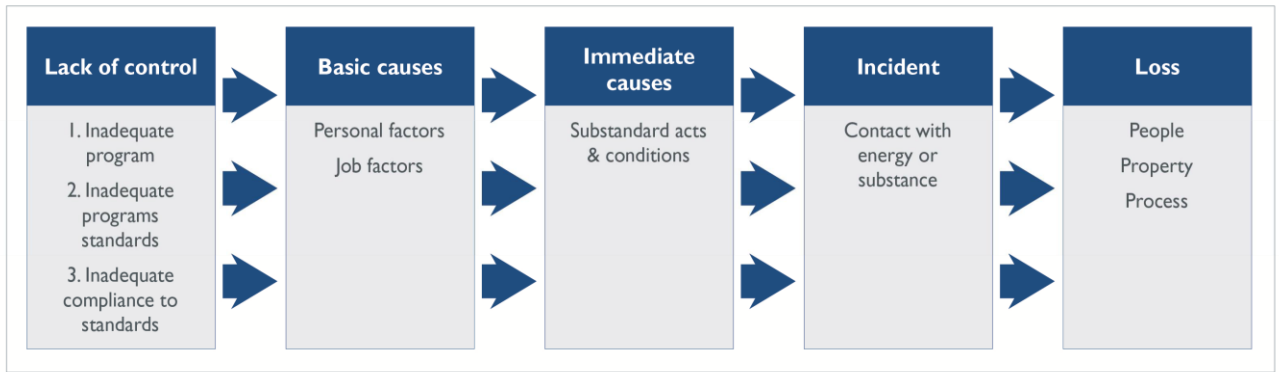 Lack of control
1. Inadequate
program
2. Inadequate
programs
standards
3. Inadequate
compliance to
standards
Basic causes
Personal factors
Job factors
Immediate
causes
Substandard acts
& conditions
Incident
Contact with
energy or
substance
Loss
People
Property
Process